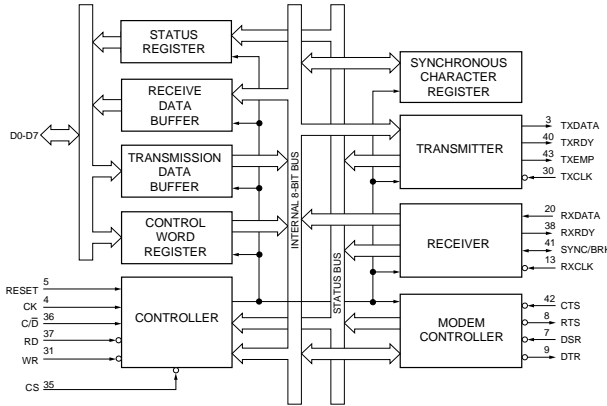 STATUS
REGISTER
RECEIVE
DATA
BUFFER
D0-D7
TRANSMISSION
DATA
BUFFER
CONTROL
WORD
REGISTER
INTERNAL 8-BIT BUS
STATUS BUS
SYNCHRONOUS
CHARACTER
REGISTER
TRANSMITTER
3 TXDATA
40 TXRDY
43 TXEMP
30 TXCLK
RECEIVER
20 RXDATA
38 RXRDY
41 SYNC/BRK
13 RXCLK
RESET 5
CK 4
C/D̅ 36
RD 37
WR 31
CS 35
CONTROLLER
MODEM
CONTROLLER
42 CTS
8 RTS
7 DSR
9 DTR